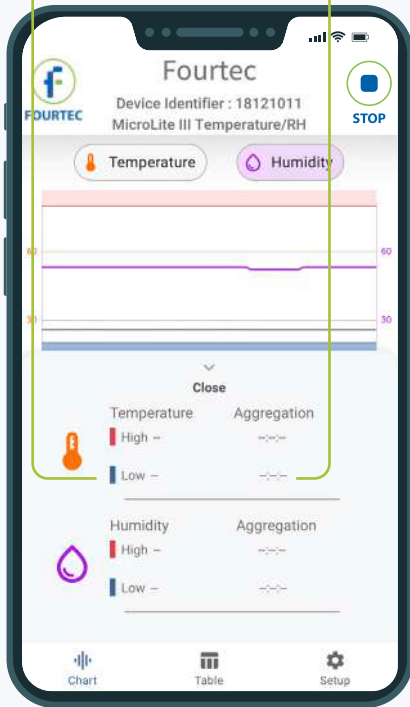 Fourtec
FOURTEC
Device Identifier : 18121011
MicroLite III Temperature/RH
STOP
Temperature
Humidity
60
60
30
30
Close
Temperature Aggregation
High – --:--:--
Low – --:--:--
Humidity Aggregation
High – --:--:--
Low – --:--:--
Chart Table Setup